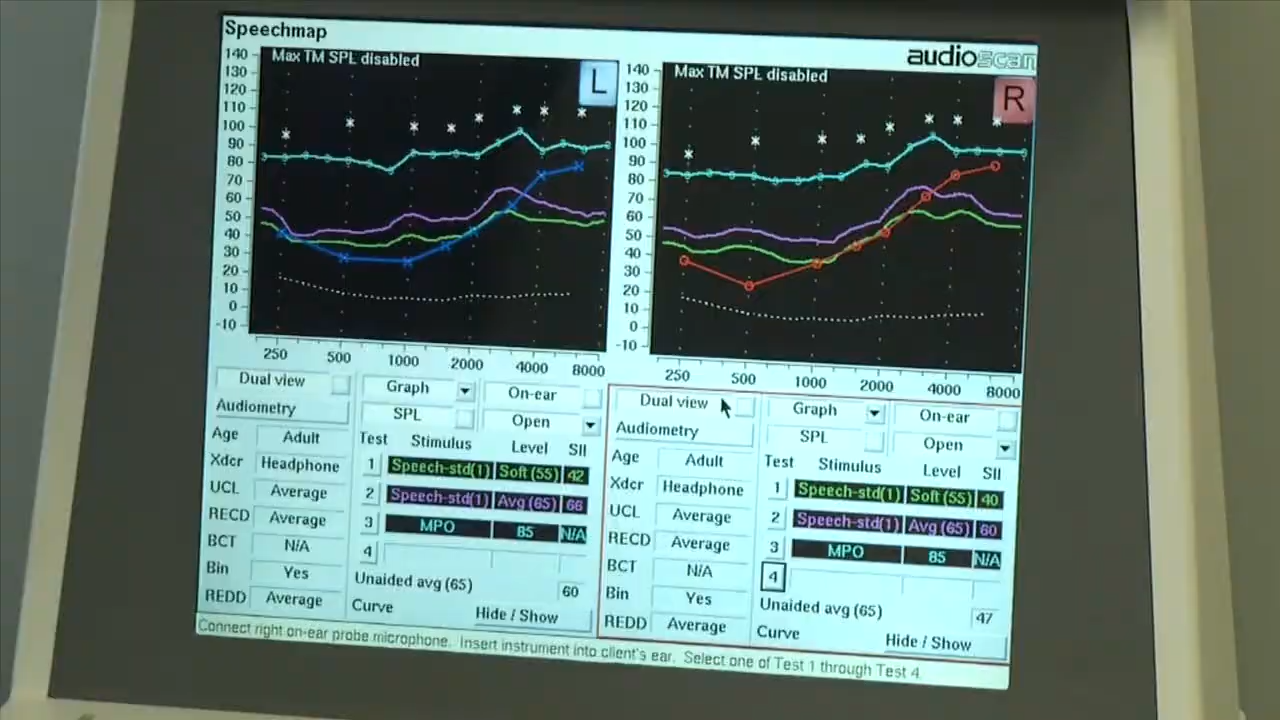 Speechmap
audioscan
Max TM SPL disabled
L
140
130
120
110
100
90
80
70
60
50
40
30
20
10
0
-10
250 500 1000 2000 4000 8000
Max TM SPL disabled
R
140
130
120
110
100
90
80
70
60
50
40
30
20
10
0
-10
250 500 1000 2000 4000 8000
Dual view
Graph
On-ear
Audiometry
SPL
Open
Age Adult
Xdcr Headphone
UCL Average
RECD Average
BCT N/A
Bin Yes
REDD Average
Test Stimulus Level SII
1 Speech-std(1) Soft (55) 42
2 Speech-std(1) Avg (65) 66
3 MPO 85 N/A
4
Unaided avg (65) 60
Curve Hide / Show
Dual view
Graph
On-ear
Audiometry
SPL
Open
Age Adult
Xdcr Headphone
UCL Average
RECD Average
BCT N/A
Bin Yes
REDD Average
Test Stimulus Level SII
1 Speech-std(1) Soft (55) 40
2 Speech-std(1) Avg (65) 60
3 MPO 85 N/A
4
Unaided avg (65) 47
Curve Hide / Show
Connect right on-ear probe microphone. Insert instrument into client's ear. Select one of Test 1 through Test 4.